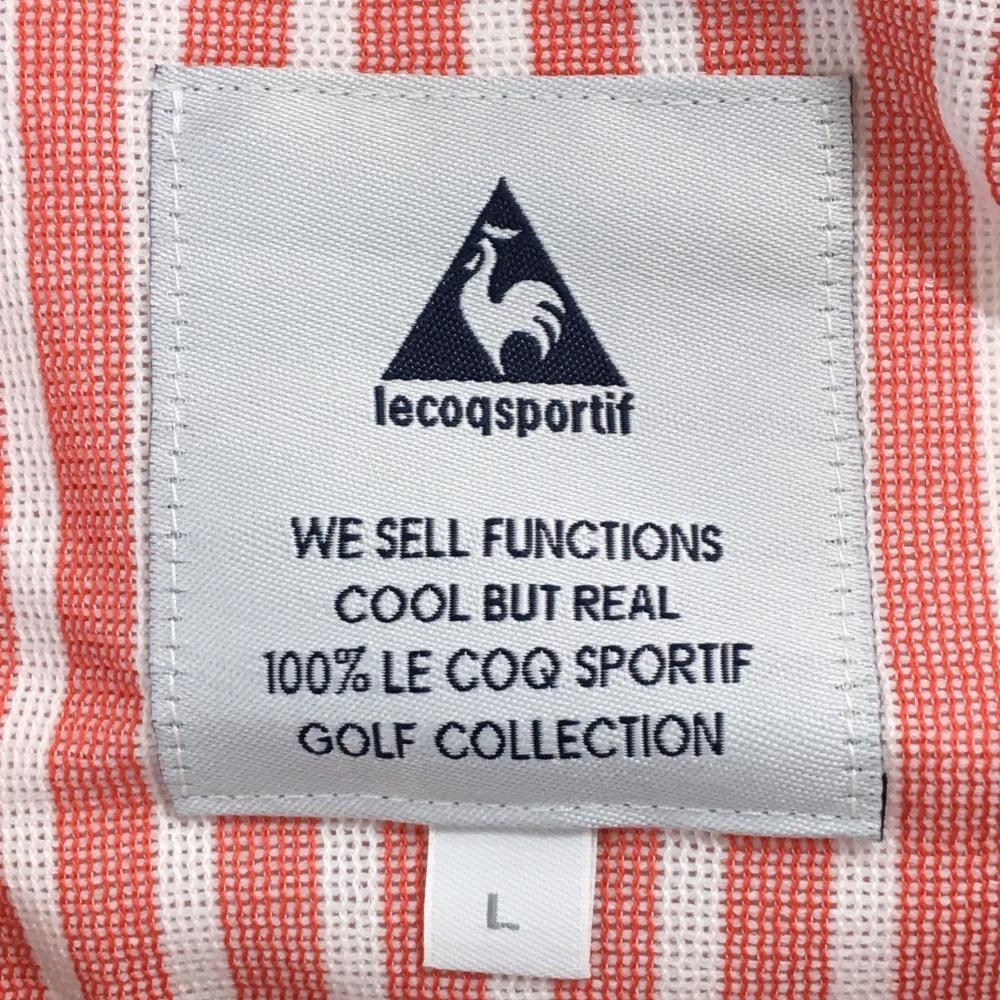 lecoqsportif
WE SELL FUNCTIONS
COOL BUT REAL
100% LE COQ SPORTIF
GOLF COLLECTION
L